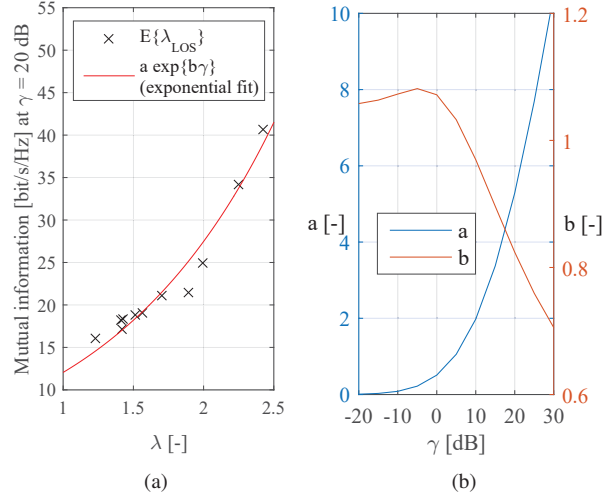 55
50
45
40
35
30
25
20
15
10
Mutual information [bit/s/Hz] at γ = 20 dB
E{λ_LOS}
a exp{bγ}
(exponential fit)
1
1.5
2
2.5
λ [-]
(a)
10
8
6
4
2
0
a [-]
a
b
1.2
1
0.8
0.6
b [-]
-20
-10
0
10
20
30
γ [dB]
(b)